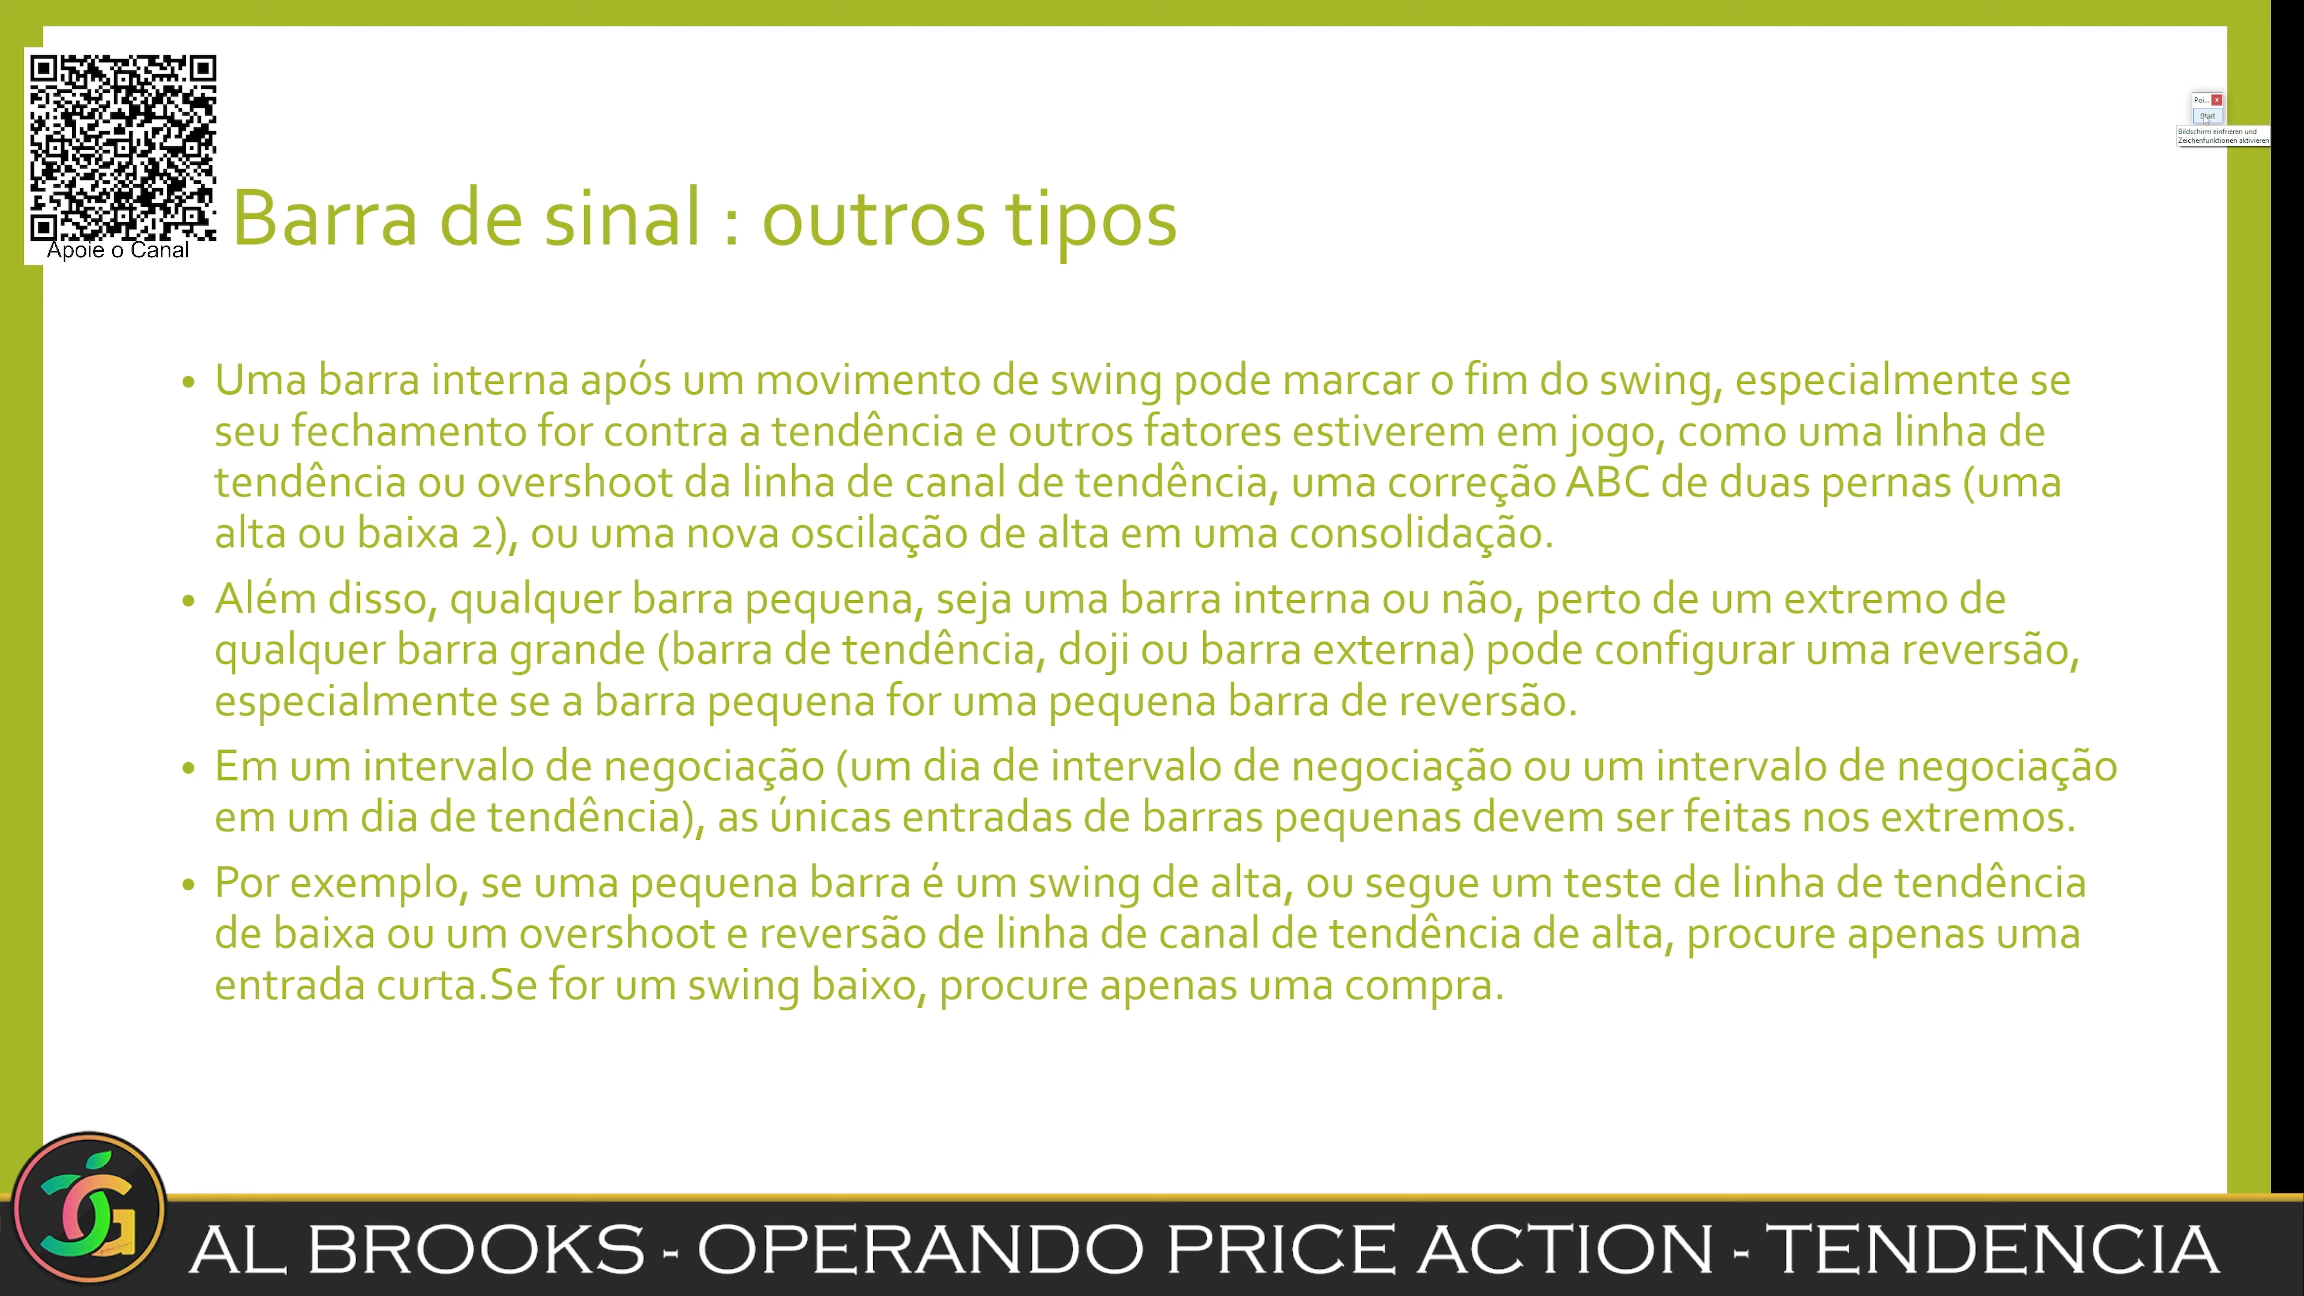 Poi...
Start
Bildschirm einfrieren und
Zeichenfunktionen aktivieren
Apoie o Canal
Barra de sinal : outros tipos
• Uma barra interna após um movimento de swing pode marcar o fim do swing, especialmente se
seu fechamento for contra a tendência e outros fatores estiverem em jogo, como uma linha de
tendência ou overshoot da linha de canal de tendência, uma correção ABC de duas pernas (uma
alta ou baixa 2), ou uma nova oscilação de alta em uma consolidação.
• Além disso, qualquer barra pequena, seja uma barra interna ou não, perto de um extremo de
qualquer barra grande (barra de tendência, doji ou barra externa) pode configurar uma reversão,
especialmente se a barra pequena for uma pequena barra de reversão.
• Em um intervalo de negociação (um dia de intervalo de negociação ou um intervalo de negociação
em um dia de tendência), as únicas entradas de barras pequenas devem ser feitas nos extremos.
• Por exemplo, se uma pequena barra é um swing de alta, ou segue um teste de linha de tendência
de baixa ou um overshoot e reversão de linha de canal de tendência de alta, procure apenas uma
entrada curta.Se for um swing baixo, procure apenas uma compra.
AL BROOKS - OPERANDO PRICE ACTION - TENDENCIA